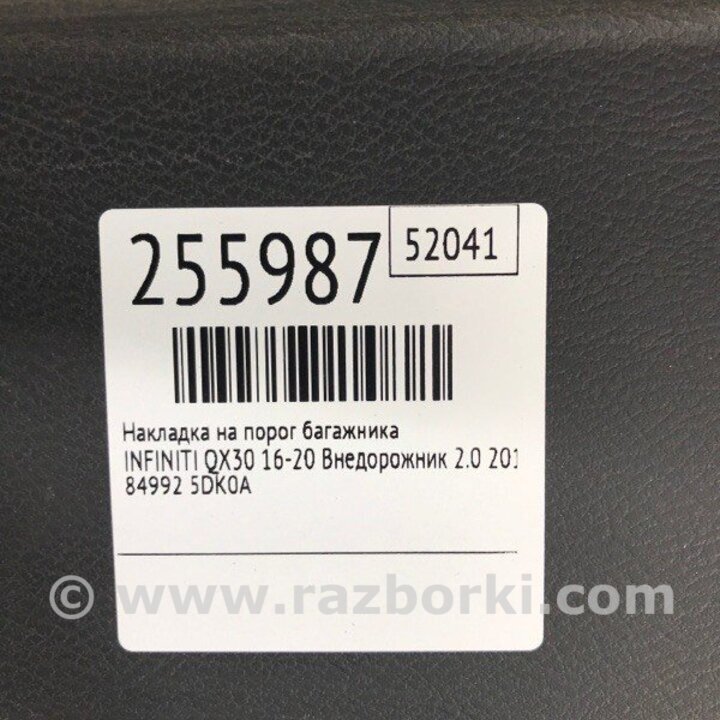 255987
52041
Накладка на порог багажника
INFINITI QX30 16-20 Внедорожник 2.0 201
84992 5DK0A
© www.razborki.com